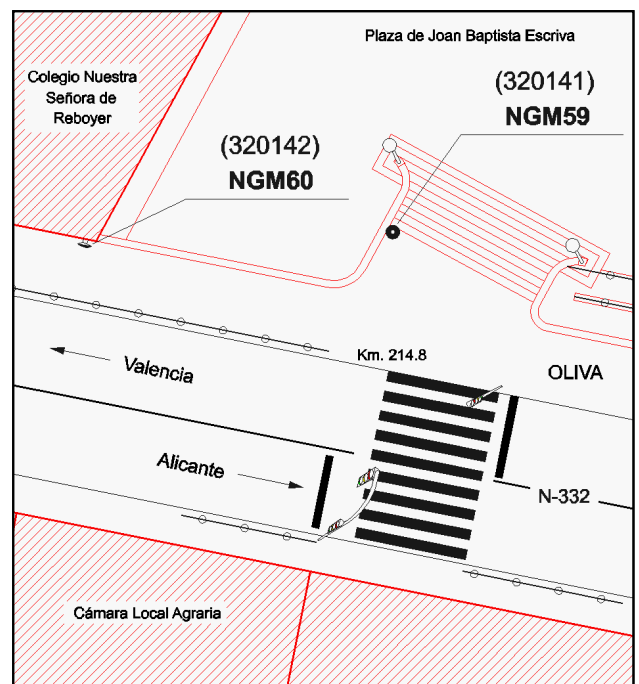 Plaza de Joan Baptista Escriva
Colegio Nuestra
Señora de
Reboyer
(320141)
NGM59
(320142)
NGM60
Km. 214.8
OLIVA
Valencia
Alicante
N-332
Cámara Local Agraria